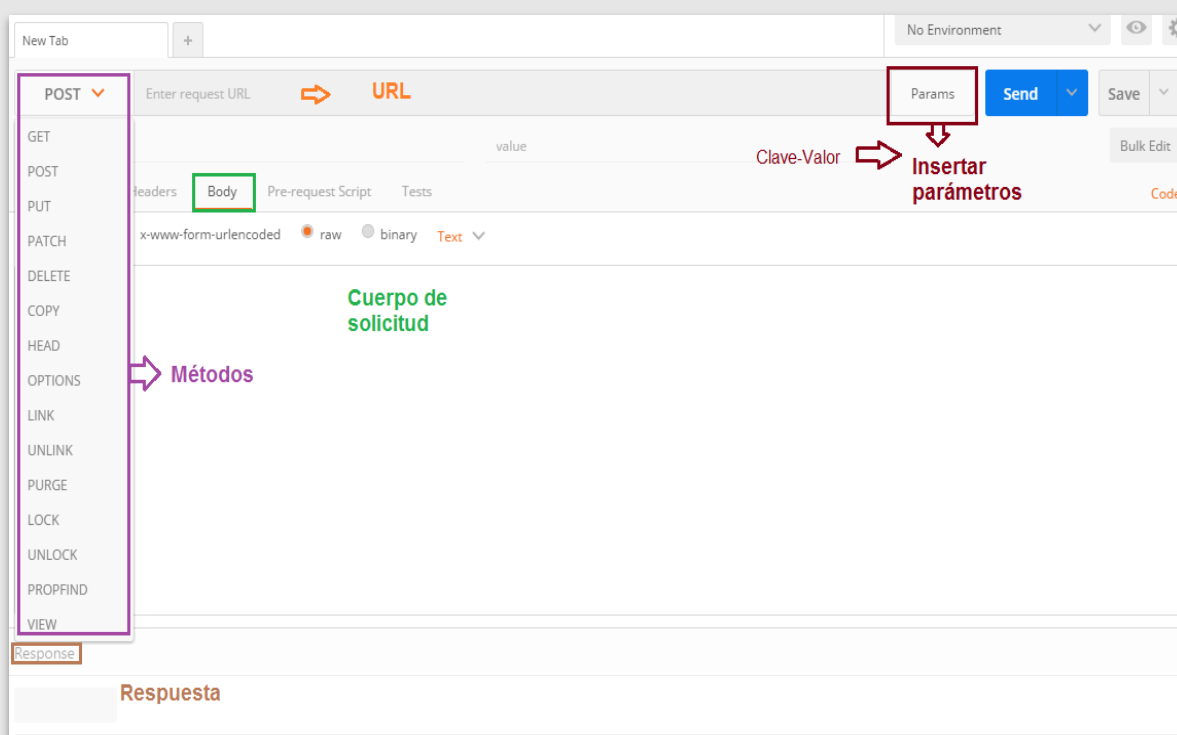 No Environment
New Tab
+
POST
Enter request URL
URL
Params
Send
Save
GET
value
Clave-Valor
Insertar
parámetros
Bulk Edit
POST
Headers
Body
Pre-request Script
Tests
Code
PUT
x-www-form-urlencoded
raw
binary
Text
PATCH
DELETE
Cuerpo de
solicitud
COPY
HEAD
OPTIONS
Métodos
LINK
UNLINK
PURGE
LOCK
UNLOCK
PROPFIND
VIEW
Response
Respuesta